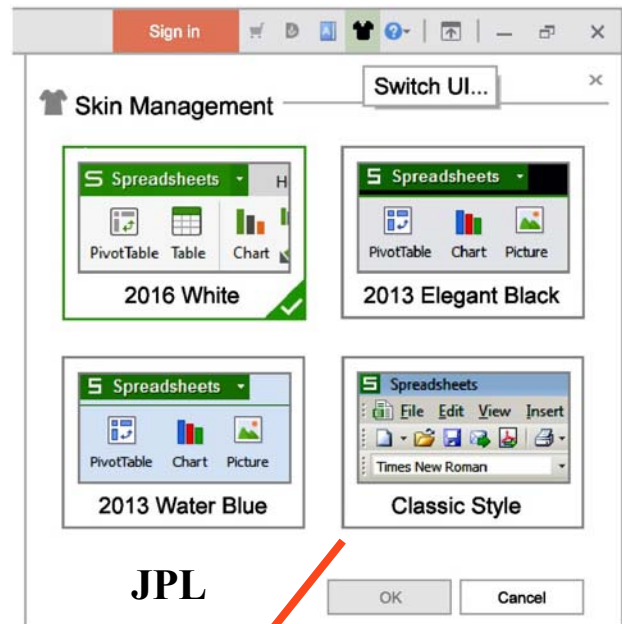 Sign in
Switch UI...
Skin Management
Spreadsheets H
PivotTable Table Chart
2016 White
Spreadsheets
PivotTable Chart Picture
2013 Elegant Black
Spreadsheets
PivotTable Chart Picture
2013 Water Blue
Spreadsheets
File Edit View Insert
Times New Roman
Classic Style
JPL
OK Cancel